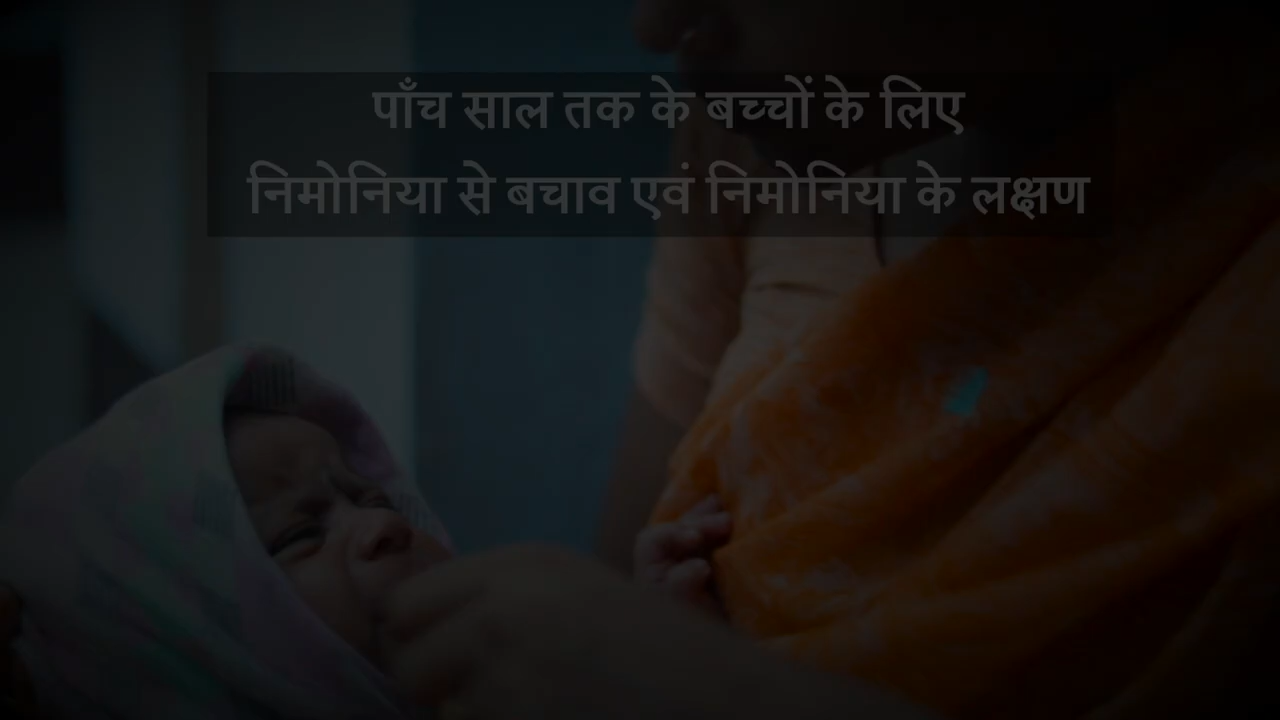 पाँच साल तक के बच्चों के लिए
निमोनिया से बचाव एवं निमोनिया के लक्षण